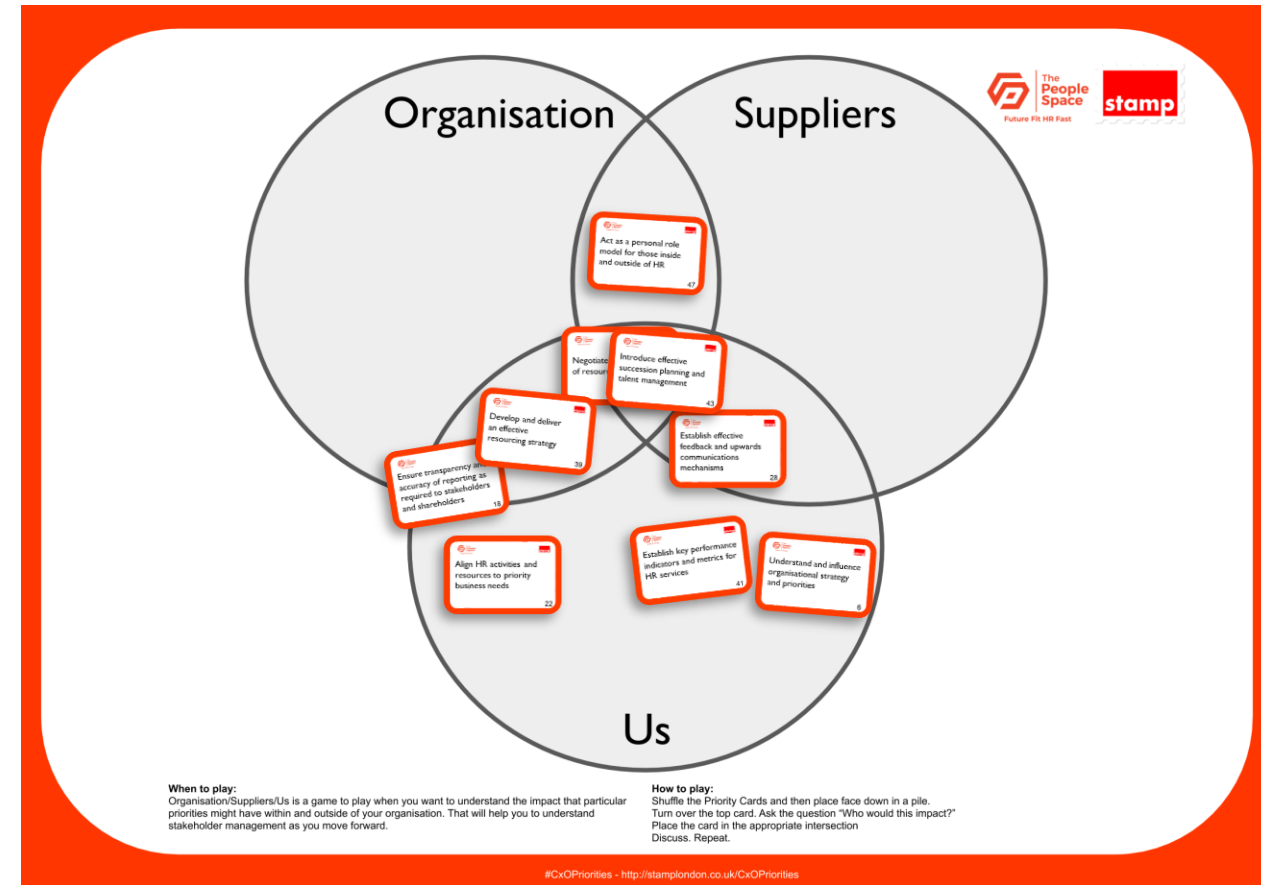 Organisation
Suppliers
The
People
Space
Future Fit HR Fast
stamp
Act as a personal role
model for those inside
and outside of HR
47
Negotiate
of resour
Introduce effective
succession planning and
talent management
43
Develop and deliver
an effective
resourcing strategy
39
Establish effective
feedback and upwards
communications
mechanisms
28
Ensure transparency and
accuracy of reporting as
required to stakeholders
and shareholders
18
Align HR activities and
resources to priority
business needs
22
Establish key performance
indicators and metrics for
HR services
41
Understand and influence
organisational strategy
and priorities
6
Us
When to play:
Organisation/Suppliers/Us is a game to play when you want to understand the impact that particular
priorities might have within and outside of your organisation. That will help you to understand
stakeholder management as you move forward.
How to play:
Shuffle the Priority Cards and then place face down in a pile.
Turn over the top card. Ask the question “Who would this impact?”
Place the card in the appropriate intersection
Discuss. Repeat.
#CxOPriorities - http://stamplondon.co.uk/CxOPriorities